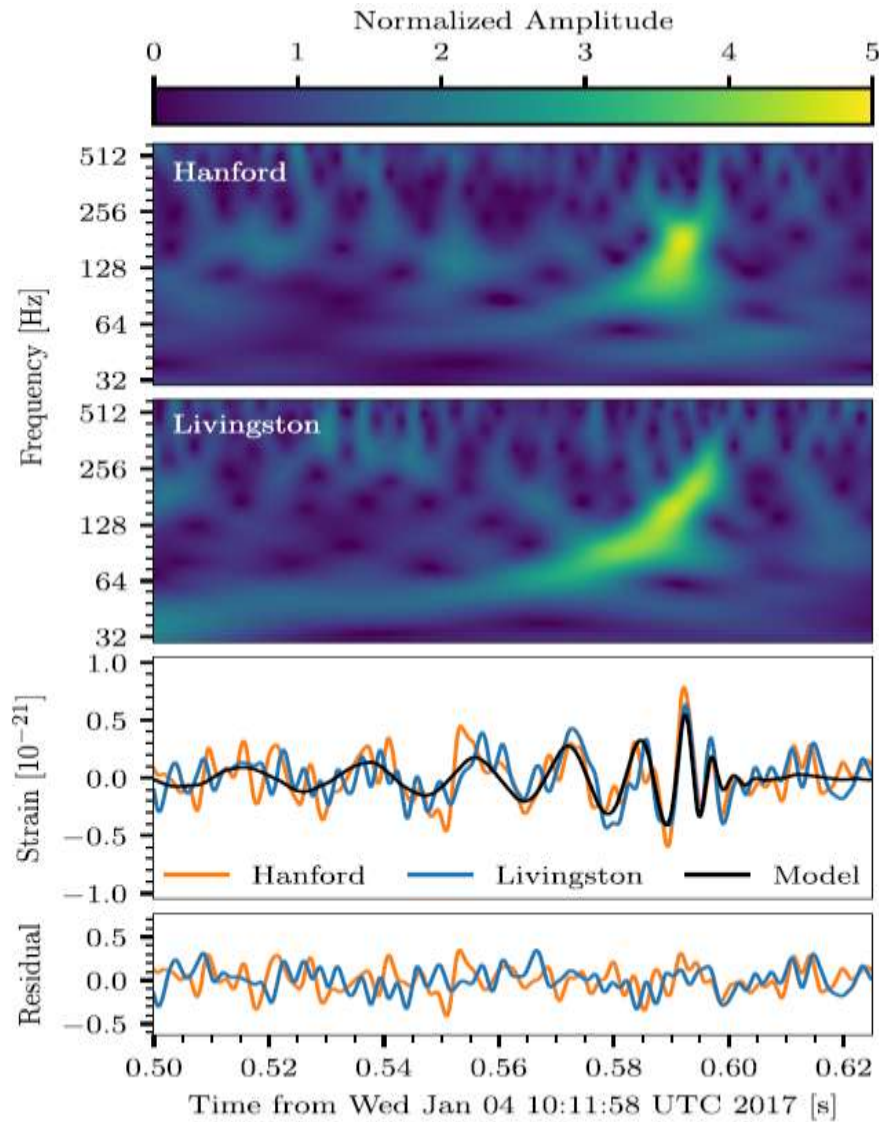 Normalized Amplitude
0 1 2 3 4 5
Hanford
512
256
128
64
32
Frequency [Hz]
Livingston
512
256
128
64
32
Strain [10−21]
1.0
0.5
0.0
−0.5
−1.0
Hanford Livingston Model
Residual
0.5
0.0
−0.5
0.50 0.52 0.54 0.56 0.58 0.60 0.62
Time from Wed Jan 04 10:11:58 UTC 2017 [s]